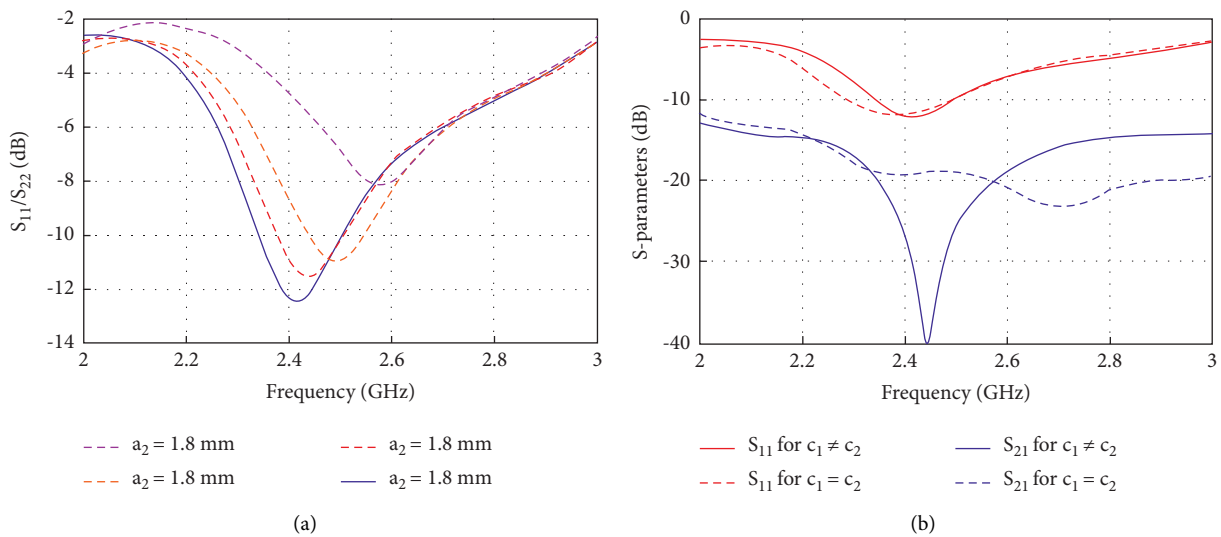 -2
-4
-6
-8
-10
-12
-14
S11/S22 (dB)
2 2.2 2.4 2.6 2.8 3
Frequency (GHz)
a2 = 1.8 mm
a2 = 1.8 mm
a2 = 1.8 mm
a2 = 1.8 mm
(a)
0
-10
-20
-30
-40
S-parameters (dB)
2 2.2 2.4 2.6 2.8 3
Frequency (GHz)
S11 for c1 ≠ c2
S11 for c1 = c2
S21 for c1 ≠ c2
S21 for c1 = c2
(b)